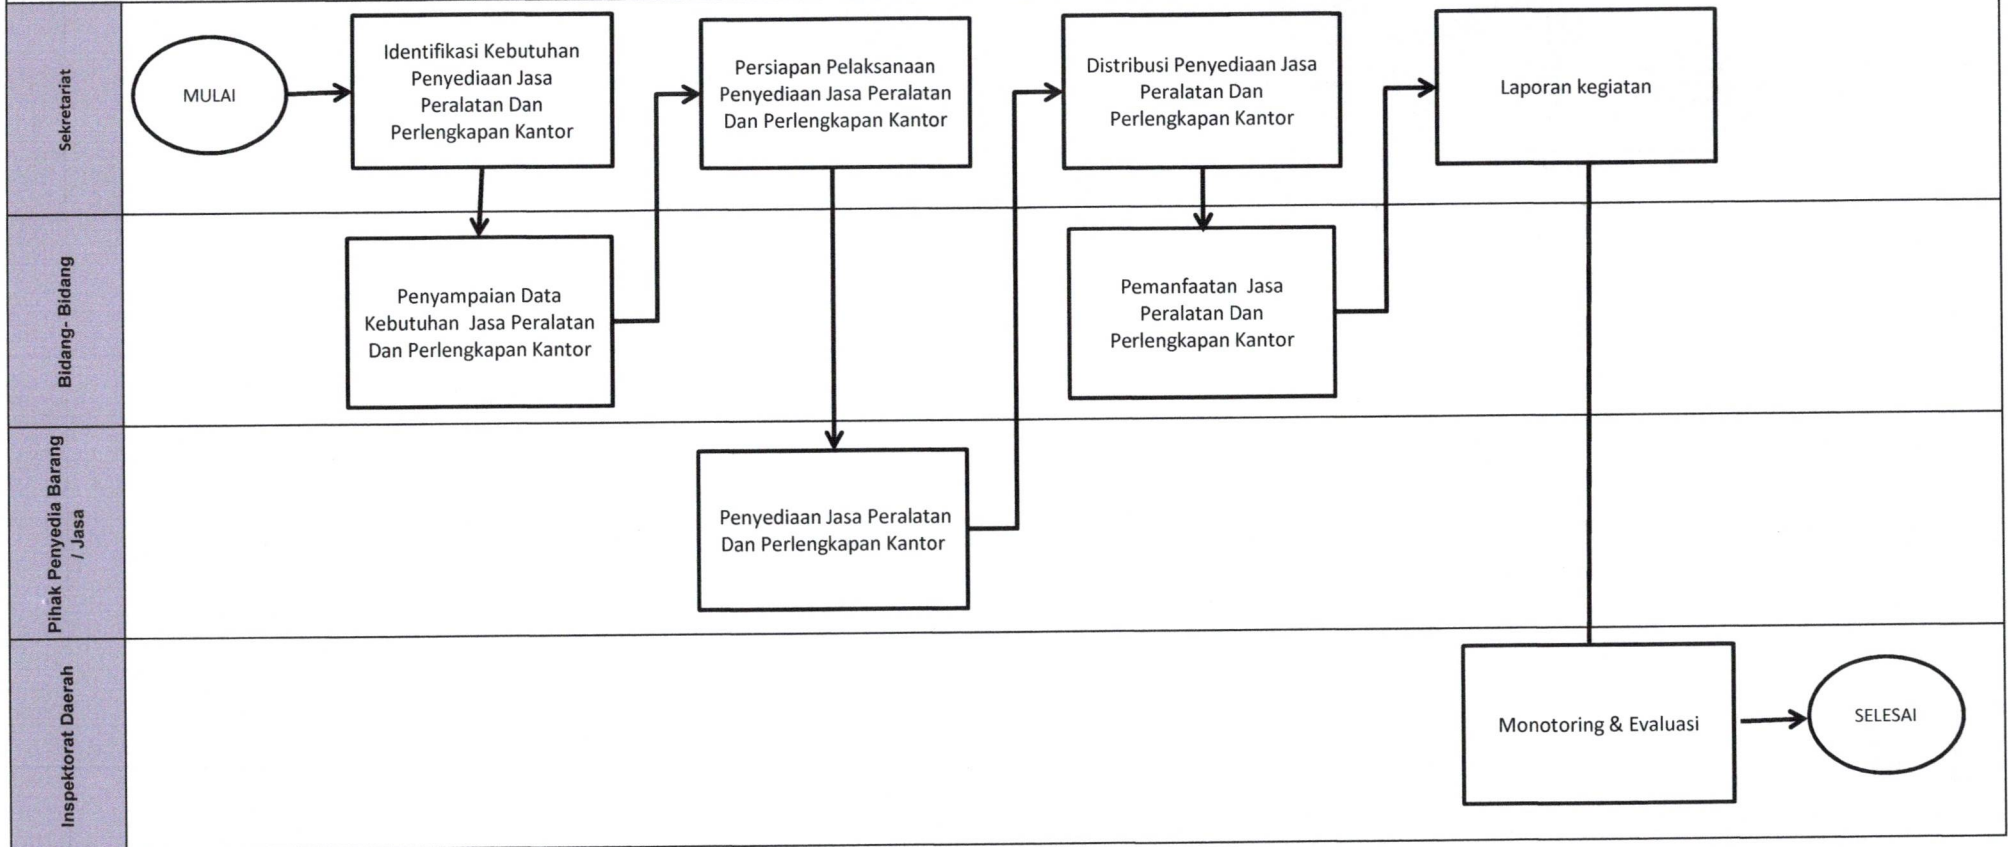 Sekretariat
MULAI
Identifikasi Kebutuhan
Penyediaan Jasa
Peralatan Dan
Perlengkapan Kantor
Persiapan Pelaksanaan
Penyediaan Jasa Peralatan
Dan Perlengkapan Kantor
Distribusi Penyediaan Jasa
Peralatan Dan
Perlengkapan Kantor
Laporan kegiatan
Bidang- Bidang
Penyampaian Data
Kebutuhan Jasa Peralatan
Dan Perlengkapan Kantor
Pemanfaatan Jasa
Peralatan Dan
Perlengkapan Kantor
Pihak Penyedia Barang
/ Jasa
Penyediaan Jasa Peralatan
Dan Perlengkapan Kantor
Inspektorat Daerah
Monotoring & Evaluasi
SELESAI